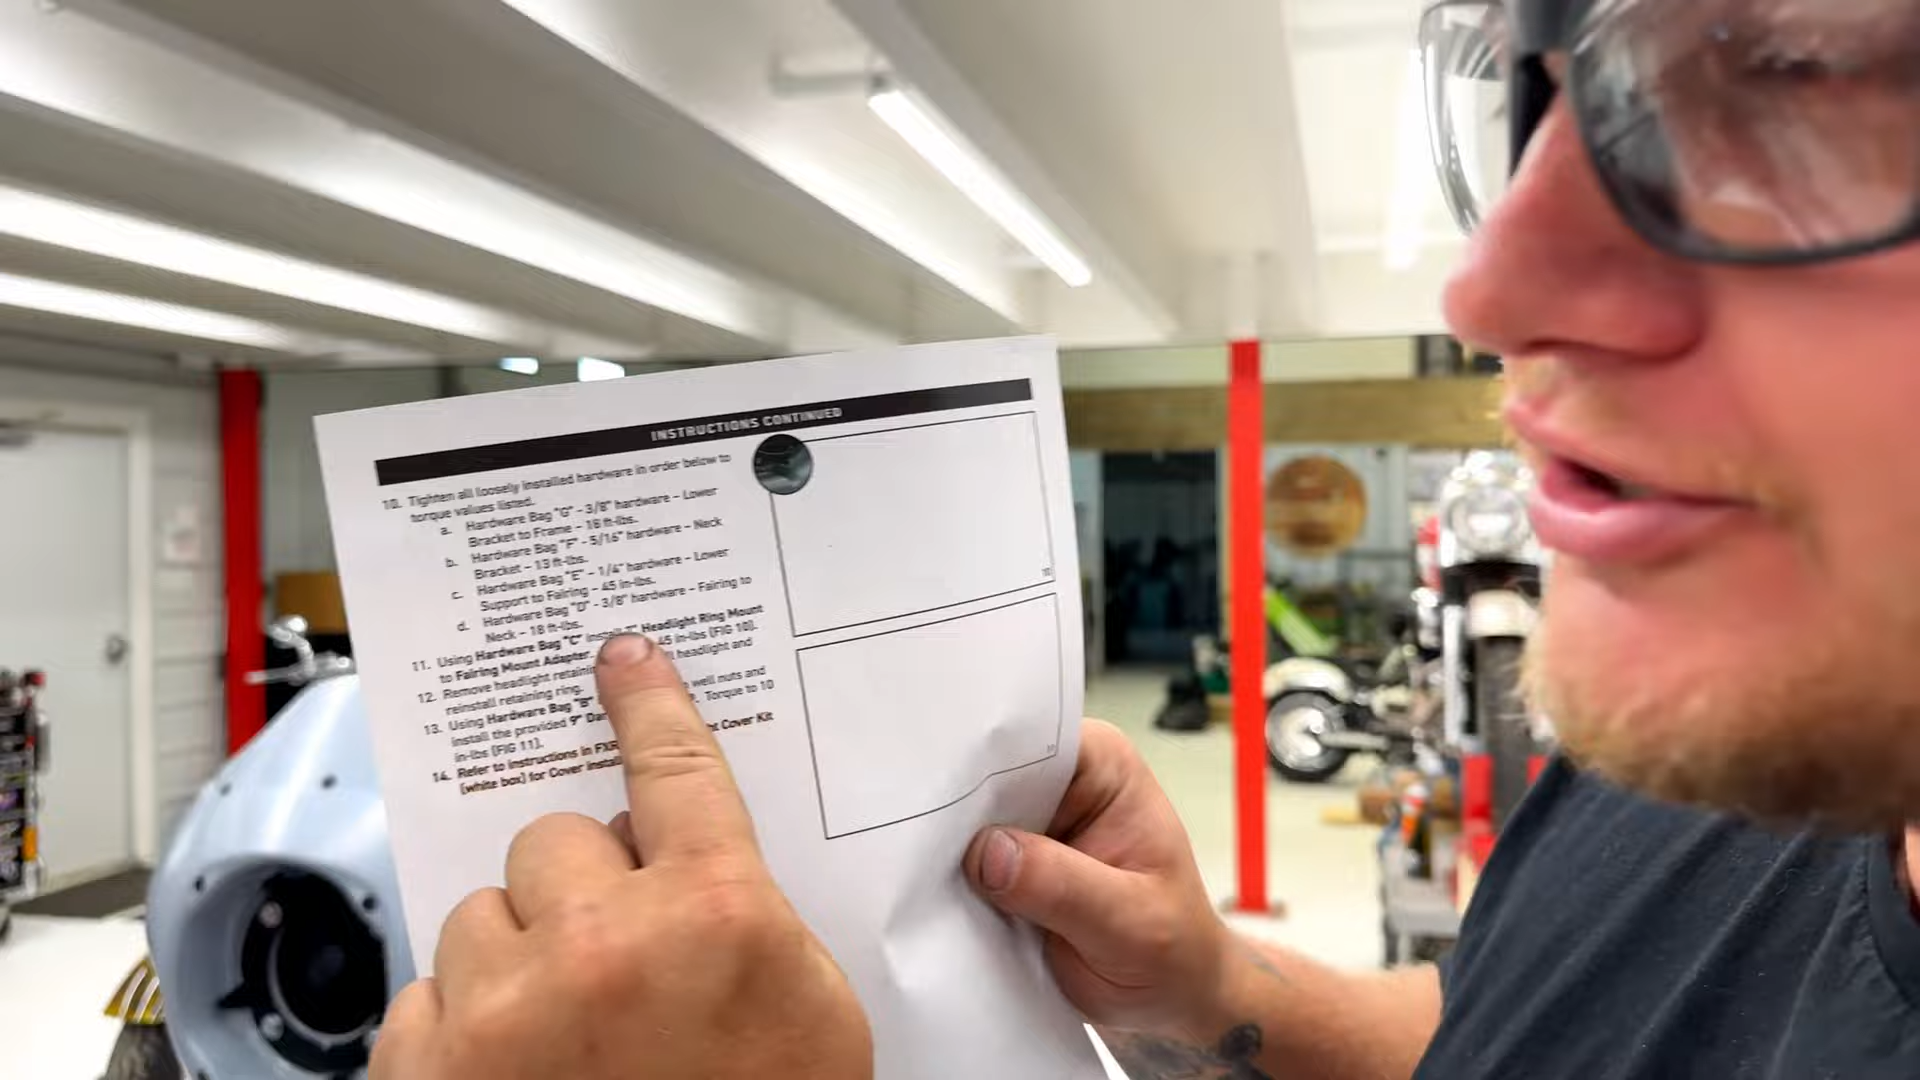 INSTRUCTIONS CONTINUED
10. Tighten all loosely installed hardware in order below to
torque values listed.
a. Hardware Bag "G" - 3/8" hardware – Lower
Bracket to Frame – 18 ft-lbs.
b. Hardware Bag "F" - 5/16" hardware – Neck
Bracket – 13 ft-lbs.
c. Hardware Bag "E" – 1/4" hardware – Lower
Support to Fairing – 45 in-lbs.
d. Hardware Bag "D" - 3/8" hardware – Fairing to
Neck – 18 ft-lbs.
11. Using Hardware Bag "C" install 7" Headlight Ring Mount
to Fairing Mount Adapter. 45 in-lbs (FIG 10).
12. Remove headlight headlight and
reinstall retaining ring.
13. Using Hardware Bag "B" well nuts and
install the provided 9" Torque to 10
in-lbs (FIG 11).
14. Refer to instructions in Cover Kit
(white box) for Cover
10
11